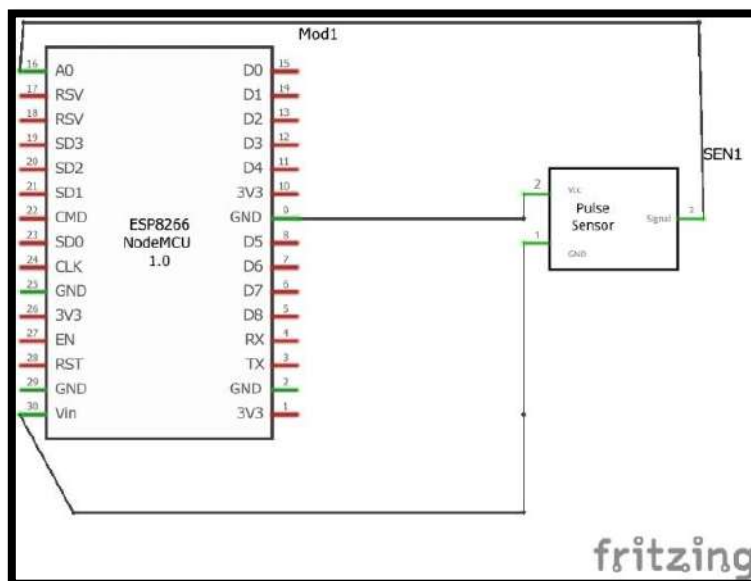 Mod1
16 A0 D0 15
17 RSV D1 14
18 RSV D2 13
19 SD3 D3 12
20 SD2 D4 11
21 SD1 3V3 10
22 CMD GND 9
23 SD0 D5 8
24 CLK D6 7
25 GND D7 6
26 3V3 D8 5
27 EN RX 4
28 RST TX 3
29 GND GND 2
30 Vin 3V3 1
ESP8266
NodeMCU
1.0
SEN1
2 Vcc
Pulse
Sensor
Signal 3
1 GND
fritzing